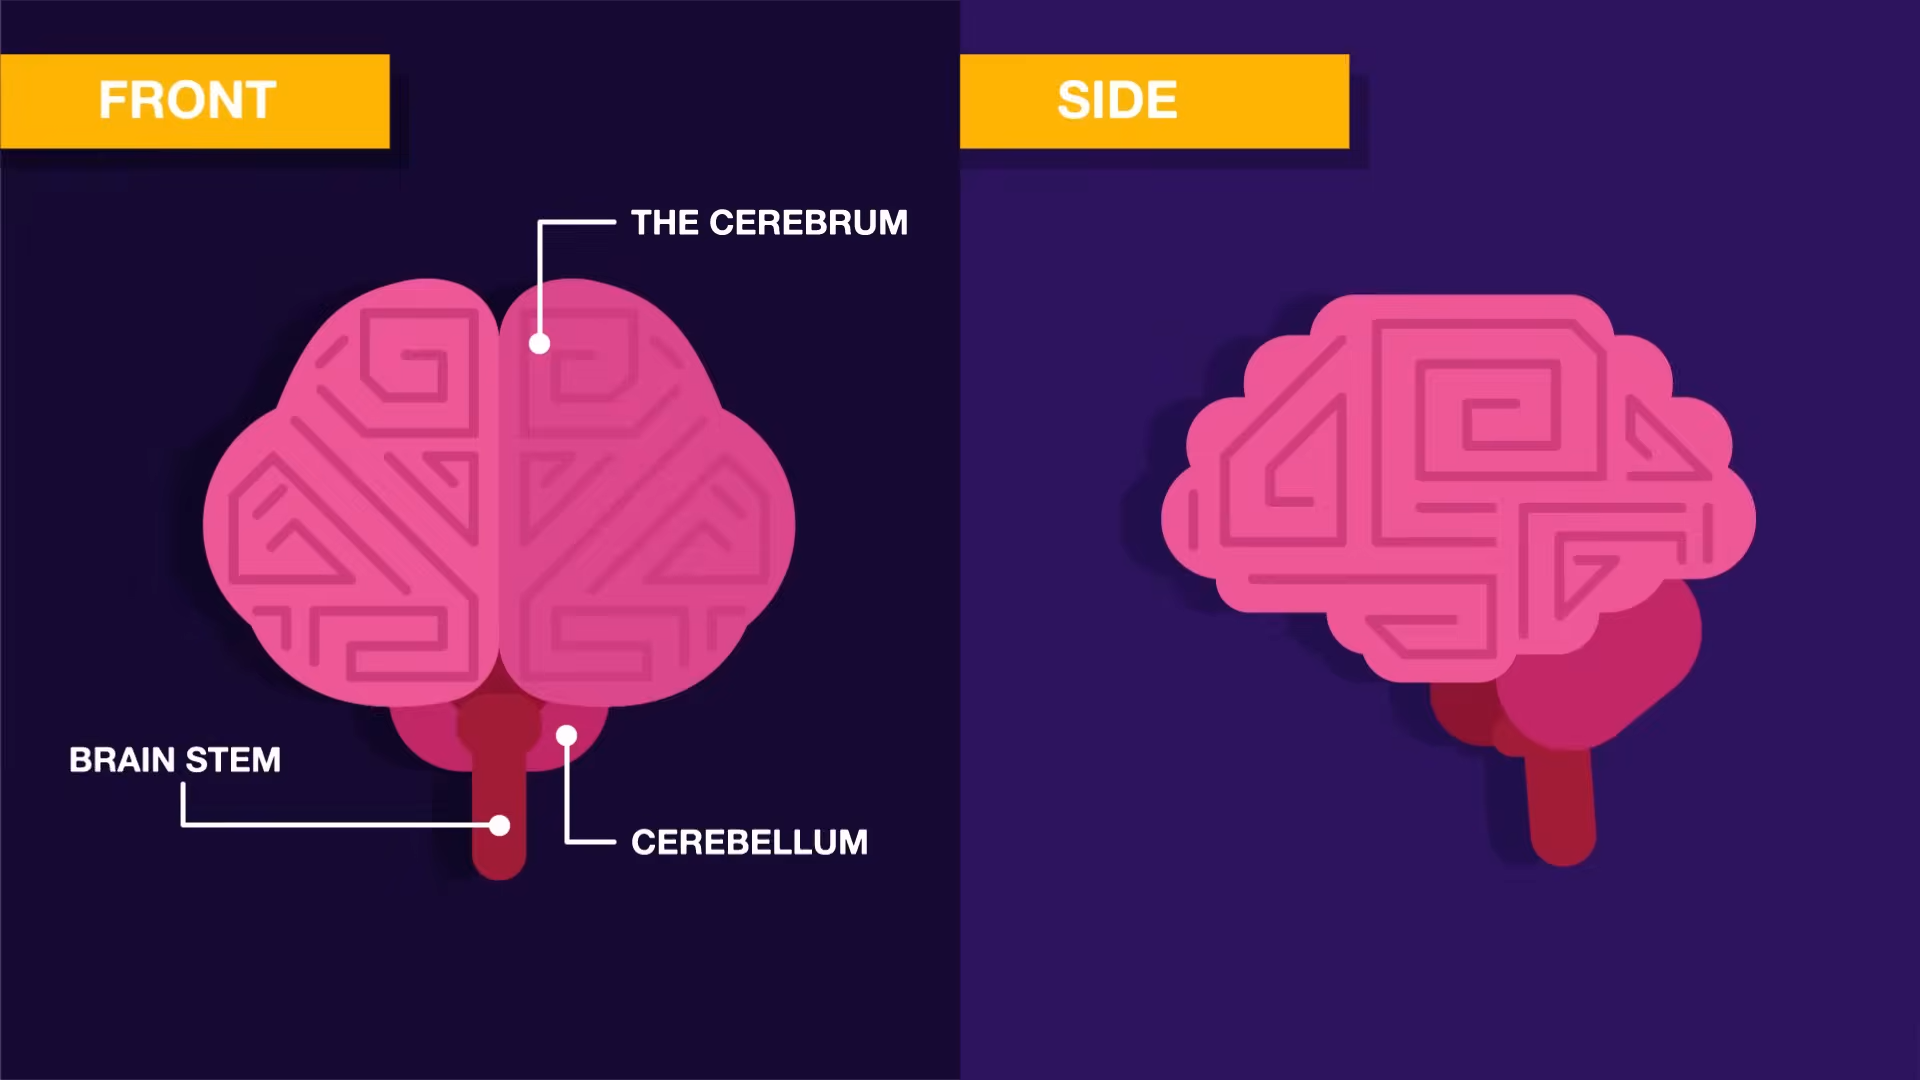 FRONT
THE CEREBRUM
BRAIN STEM
CEREBELLUM
SIDE